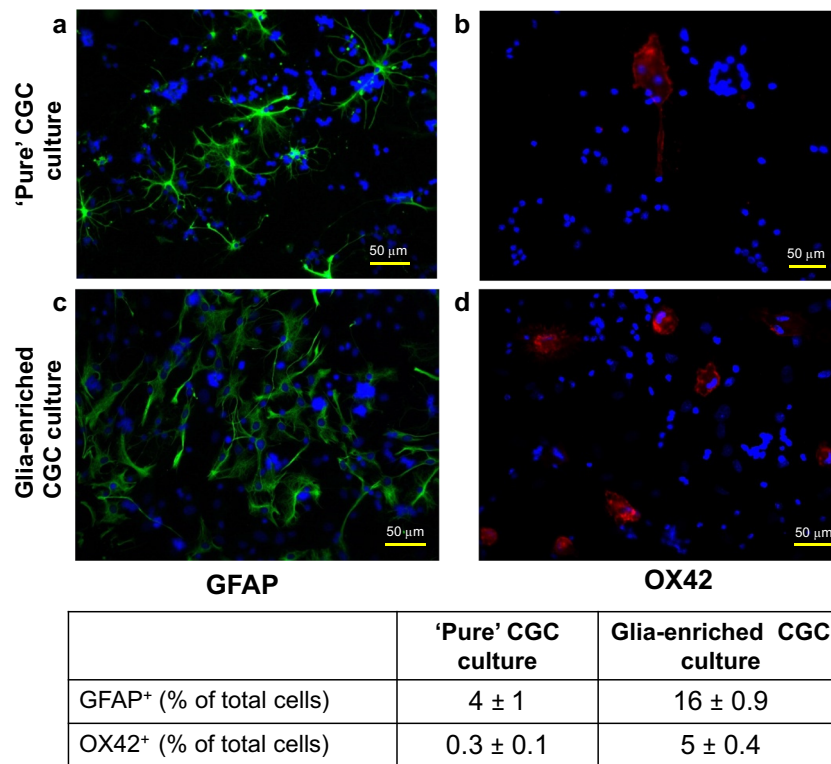 a
b
'Pure' CGC
culture
50 μm
50 μm
c
d
Glia-enriched
CGC culture
50 μm
50 μm
GFAP
OX42
'Pure' CGC culture
Glia-enriched CGC culture
GFAP⁺ (% of total cells)
4 ± 1
16 ± 0.9
OX42⁺ (% of total cells)
0.3 ± 0.1
5 ± 0.4